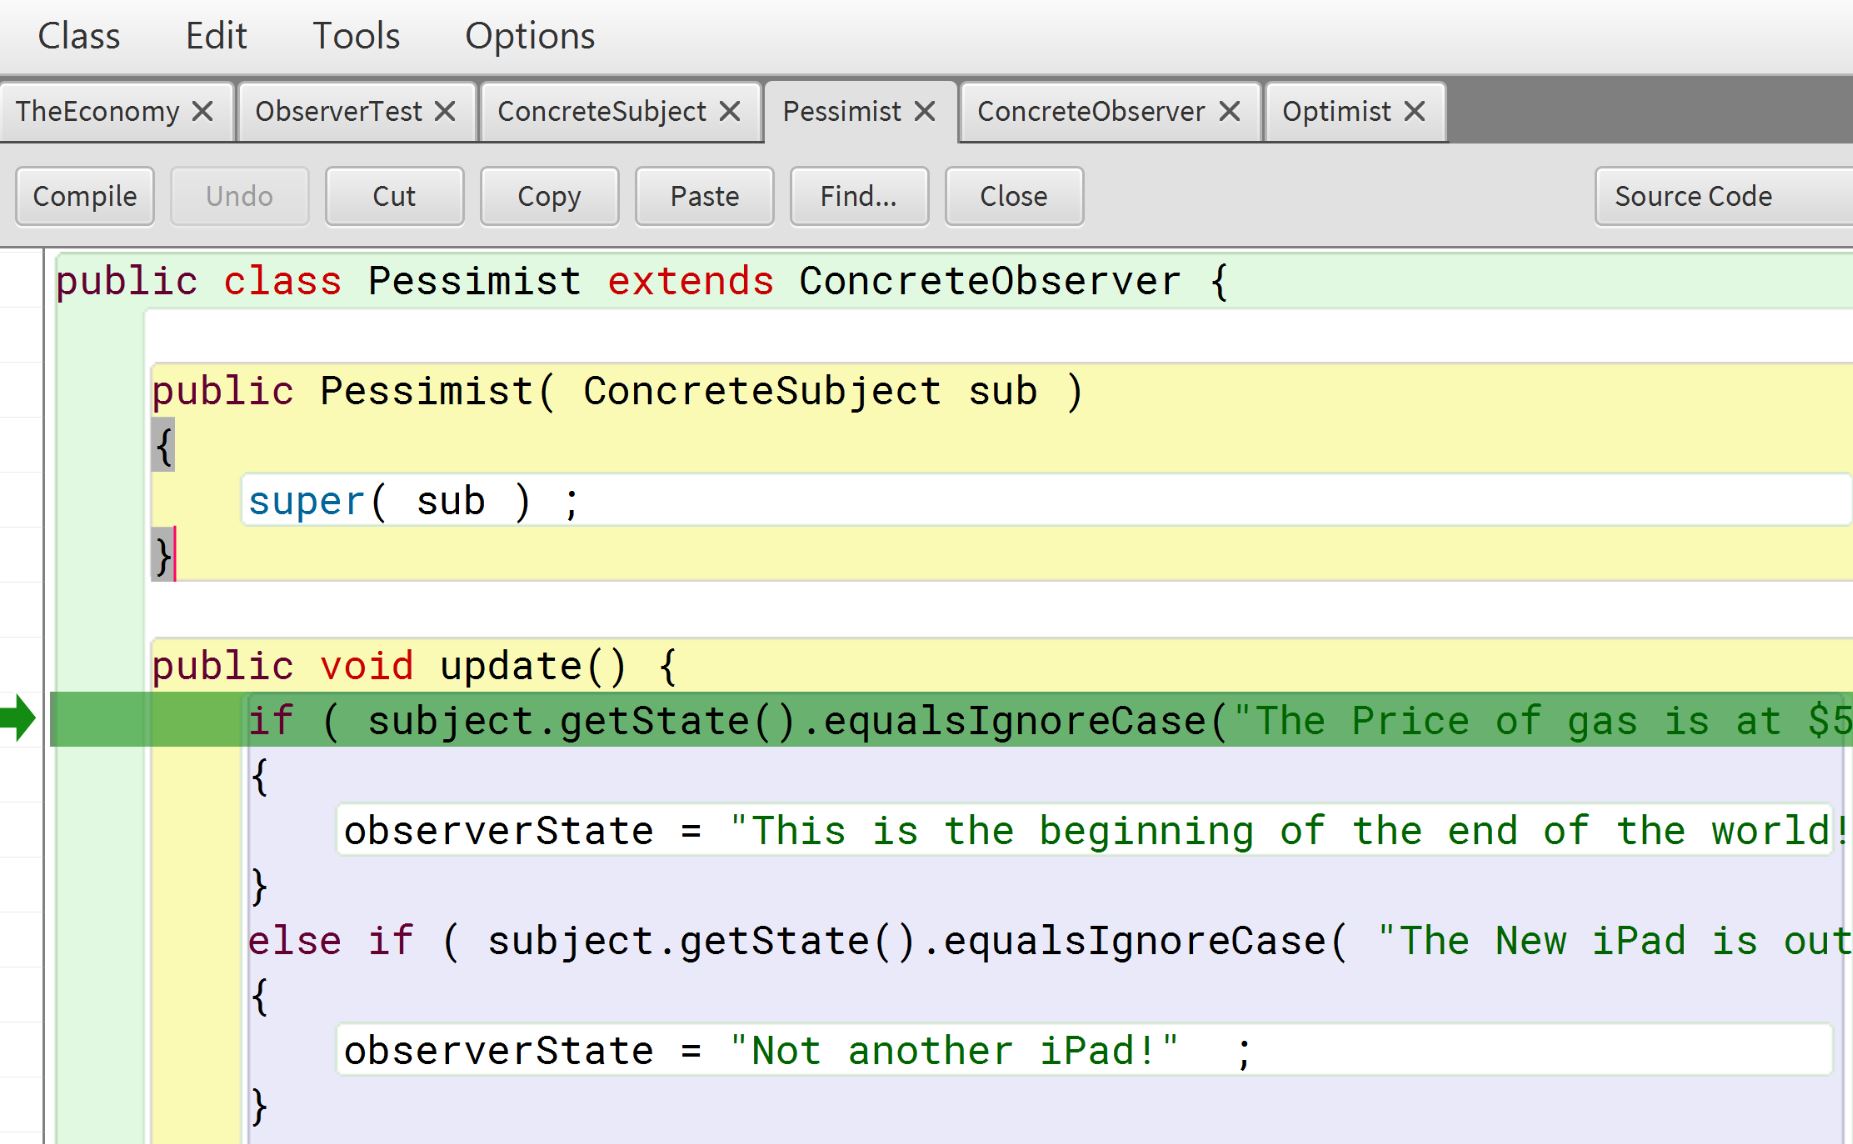 Class Edit Tools Options
TheEconomy ObserverTest ConcreteSubject Pessimist ConcreteObserver Optimist
Compile Undo Cut Copy Paste Find... Close Source Code
public class Pessimist extends ConcreteObserver {
public Pessimist( ConcreteSubject sub )
{
super( sub ) ;
}
public void update() {
if ( subject.getState().equalsIgnoreCase("The Price of gas is at $5
{
observerState = "This is the beginning of the end of the world!
}
else if ( subject.getState().equalsIgnoreCase( "The New iPad is out
{
observerState = "Not another iPad!" ;
}